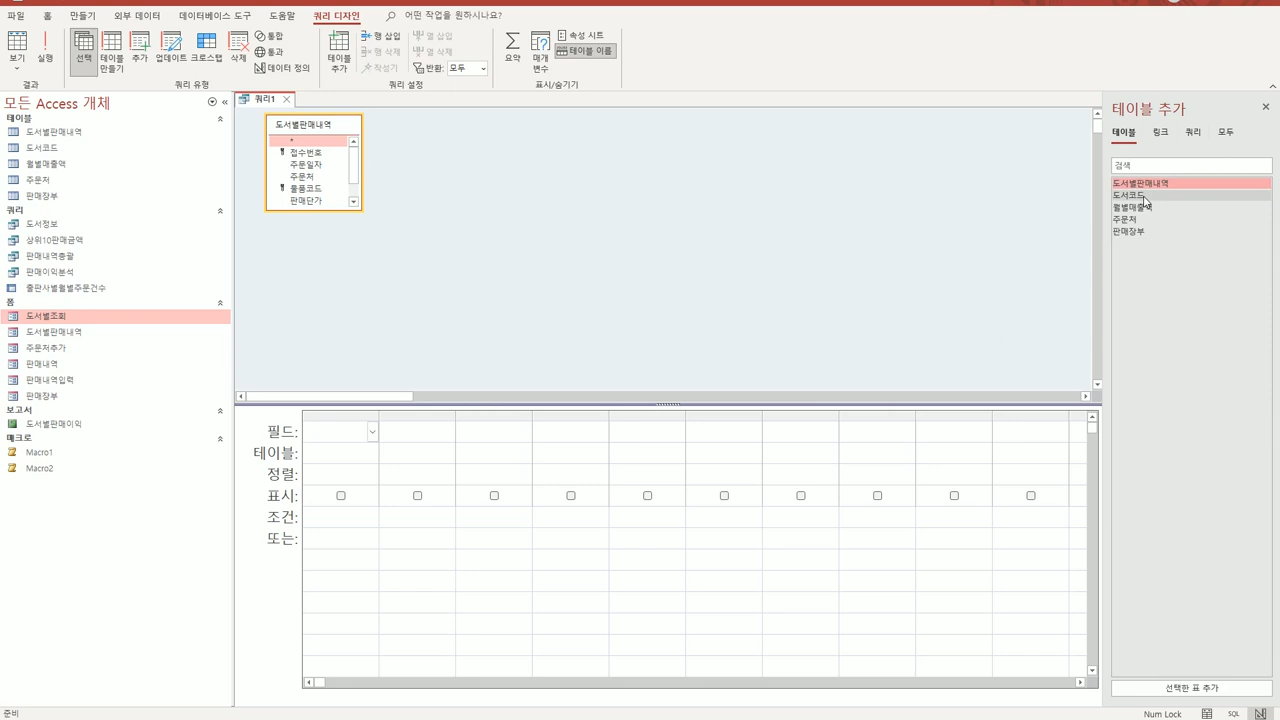 파일 홈 만들기 외부 데이터 데이터베이스 도구 도움말 쿼리 디자인 어떤 작업을 원하시나요?
보기
실행
선택
테이블 만들기
추가
업데이트
크로스탭
삭제
통합
통과
데이터 정의
테이블 추가
행 삽입
행 삭제
작성기
열 삽입
열 삭제
반환: 모두
요약
매개 변수
속성 시트
테이블 이름
결과
쿼리 유형
쿼리 설정
표시/숨기기
모든 Access 개체
테이블
도서별판매내역
도서코드
월별매출액
주문처
판매장부
쿼리
도서정보
상위10판매금액
판매내역총괄
판매이익분석
출판사별월별주문건수
폼
도서별조회
도서별판매내역
주문처추가
판매내역
판매내역입력
판매장부
보고서
도서별판매이익
매크로
Macro1
Macro2
쿼리1
도서별판매내역
*
접수번호
주문일자
주문처
물품코드
판매단가
필드:
테이블:
정렬:
표시:
조건:
또는:
테이블 추가
테이블 링크 쿼리 모두
검색
도서별판매내역
도서코드
월별매출액
주문처
판매장부
선택한 표 추가
준비
Num Lock
SQL